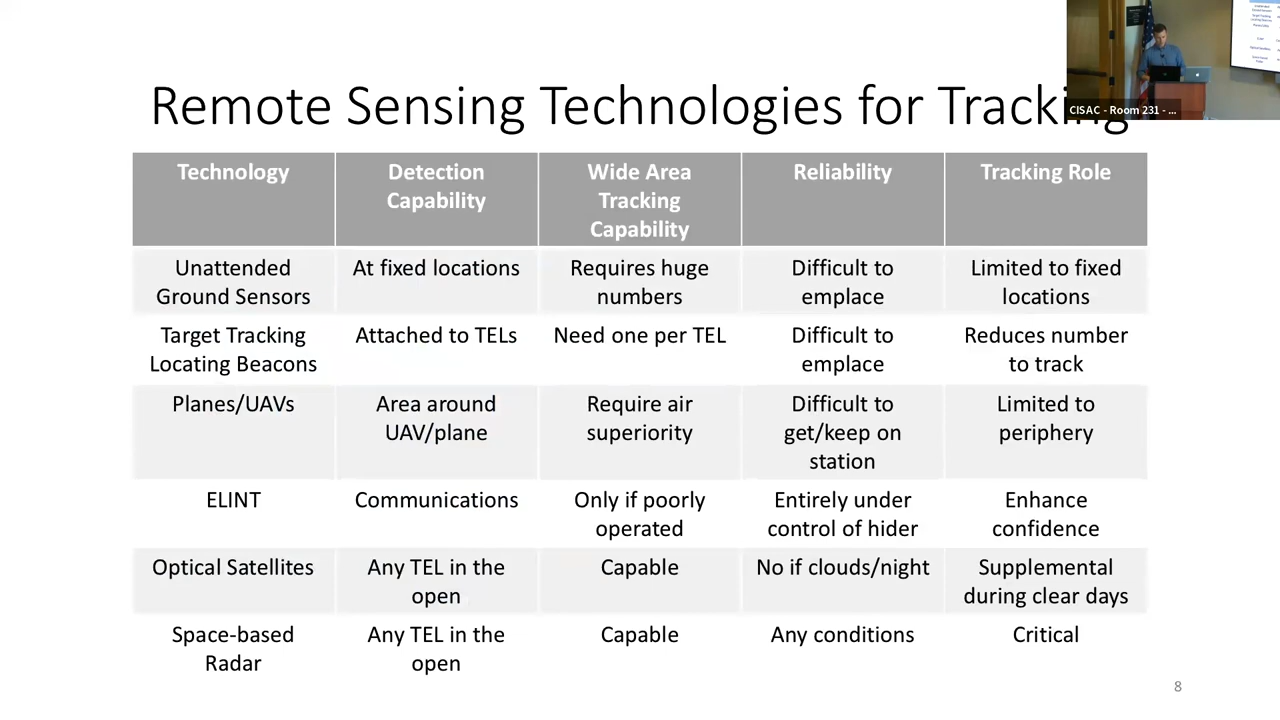 Remote Sensing Technologies for Tracking
CISAC - Room 231 - ...
Technology
Detection
Capability
Wide Area
Tracking
Capability
Reliability
Tracking Role
Unattended
Ground Sensors
At fixed locations
Requires huge
numbers
Difficult to
emplace
Limited to fixed
locations
Target Tracking
Locating Beacons
Attached to TELs
Need one per TEL
Difficult to
emplace
Reduces number
to track
Planes/UAVs
Area around
UAV/plane
Require air
superiority
Difficult to
get/keep on
station
Limited to
periphery
ELINT
Communications
Only if poorly
operated
Entirely under
control of hider
Enhance
confidence
Optical Satellites
Any TEL in the
open
Capable
No if clouds/night
Supplemental
during clear days
Space-based
Radar
Any TEL in the
open
Capable
Any conditions
Critical
8